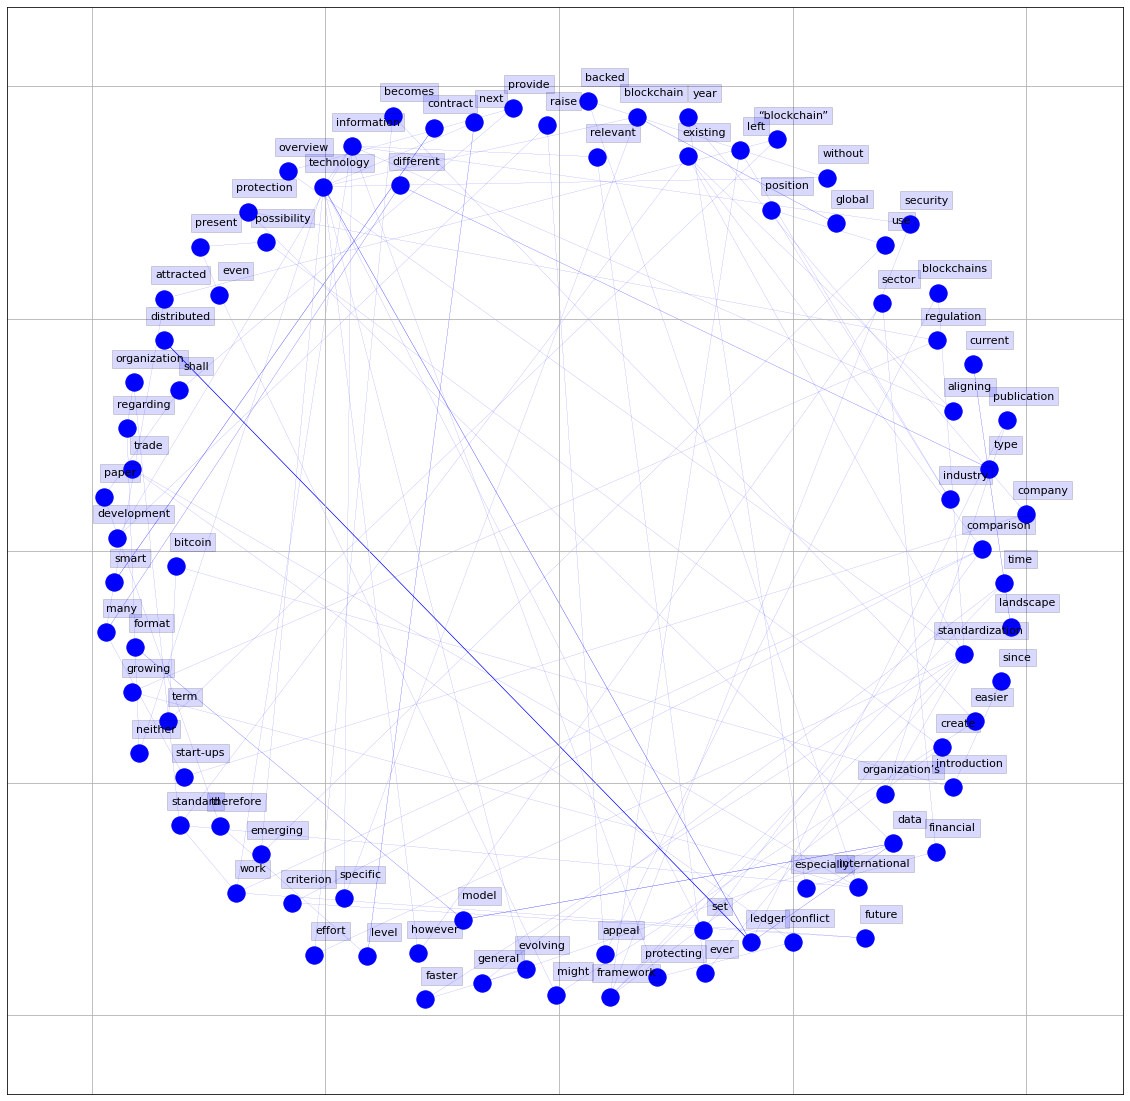 backed
provide
becomes
blockchain
year
next
raise
contract
“blockchain”
information
left
relevant
existing
overview
without
technology
different
protection
position
possibility
global
security
present
use
even
blockchains
attracted
sector
distributed
regulation
current
organization
shall
aligning
publication
regarding
trade
type
paper
industry
company
development
comparison
bitcoin
smart
time
many
landscape
format
standardization
growing
since
term
easier
neither
create
start-ups
introduction
organization’s
standard
therefore
emerging
data
financial
work
especially
international
criterion
specific
model
set
ledger
conflict
future
effort
level
however
appeal
evolving
protecting
ever
general
faster
might
framework